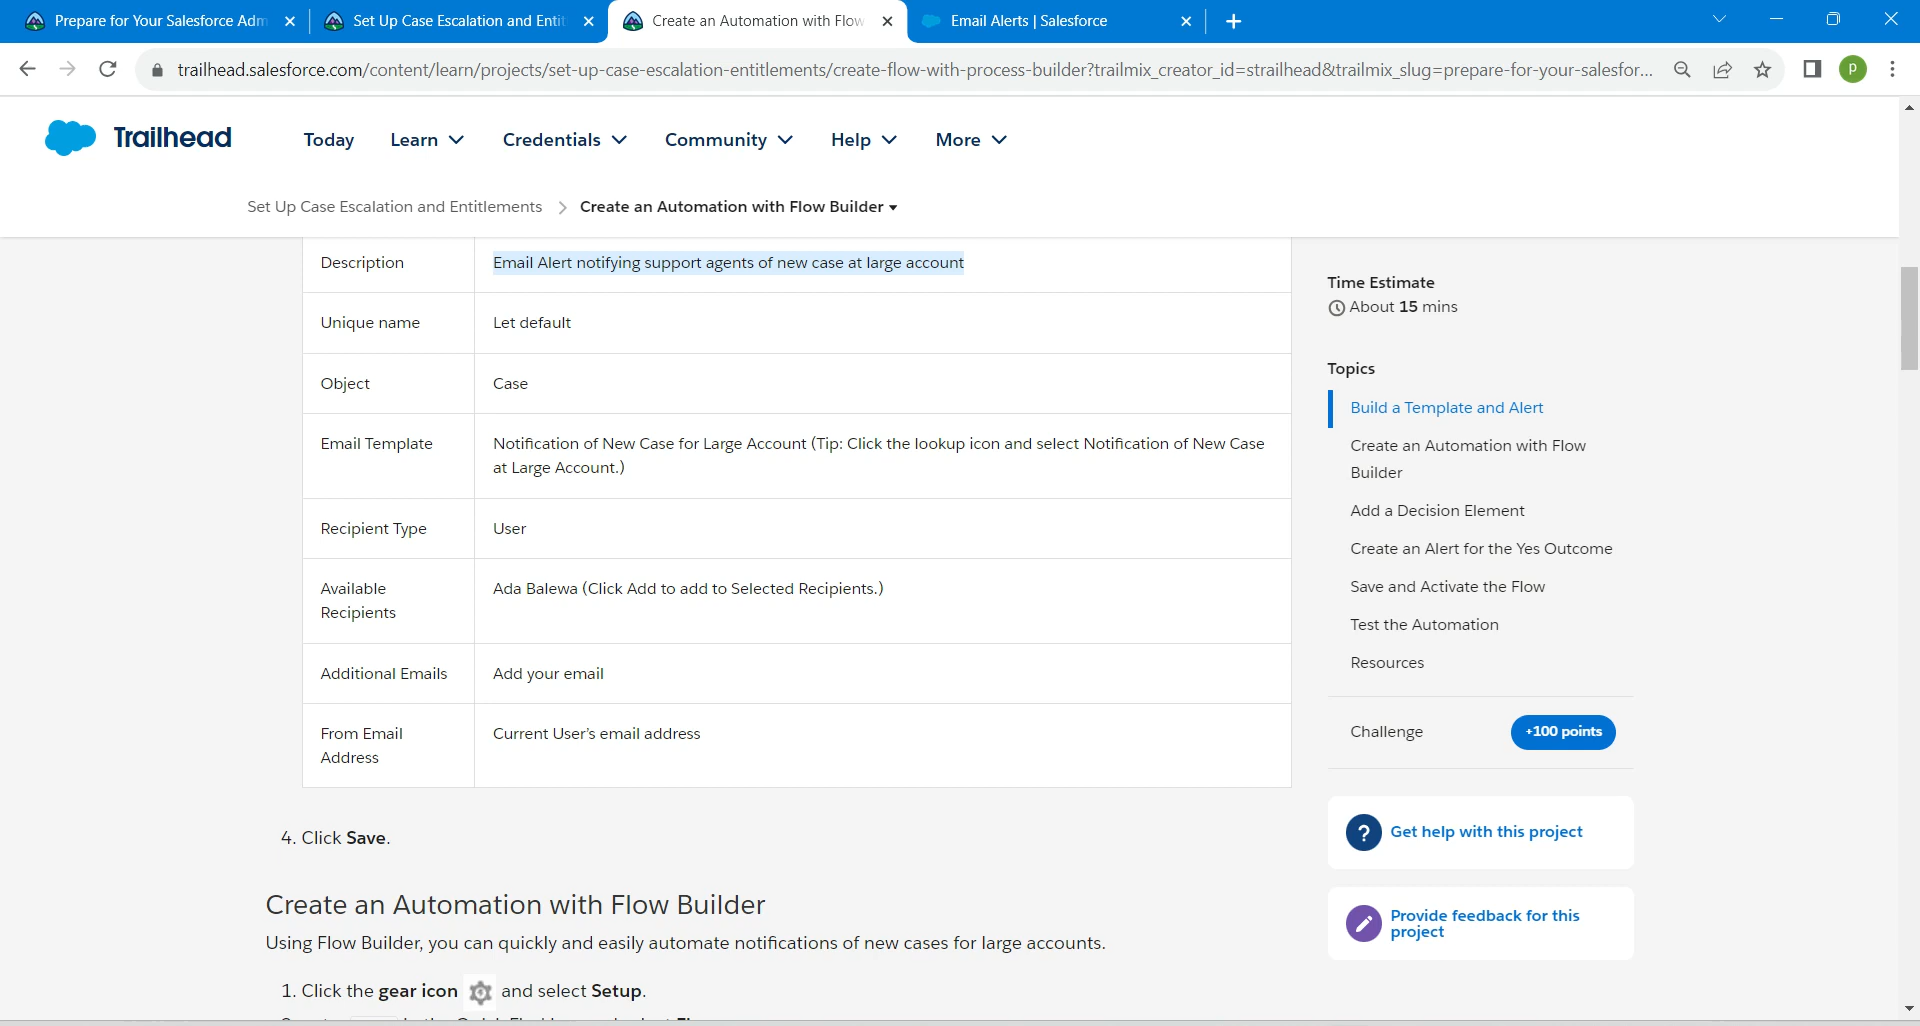 Prepare for Your Salesforce Adm
Set Up Case Escalation and Entit
Create an Automation with Flow
Email Alerts | Salesforce
trailhead.salesforce.com/content/learn/projects/set-up-case-escalation-entitlements/create-flow-with-process-builder?trailmix_creator_id=strailhead&trailmix_slug=prepare-for-your-salesfor...
P
Trailhead
Today
Learn
Credentials
Community
Help
More
Set Up Case Escalation and Entitlements > Create an Automation with Flow Builder
Description
Email Alert notifying support agents of new case at large account
Unique name
Let default
Object
Case
Email Template
Notification of New Case for Large Account (Tip: Click the lookup icon and select Notification of New Case
at Large Account.)
Recipient Type
User
Available
Recipients
Ada Balewa (Click Add to add to Selected Recipients.)
Additional Emails
Add your email
From Email
Address
Current User's email address
4. Click Save.
Create an Automation with Flow Builder
Using Flow Builder, you can quickly and easily automate notifications of new cases for large accounts.
1. Click the gear icon and select Setup.
Time Estimate
About 15 mins
Topics
Build a Template and Alert
Create an Automation with Flow
Builder
Add a Decision Element
Create an Alert for the Yes Outcome
Save and Activate the Flow
Test the Automation
Resources
Challenge
+100 points
? Get help with this project
Provide feedback for this
project